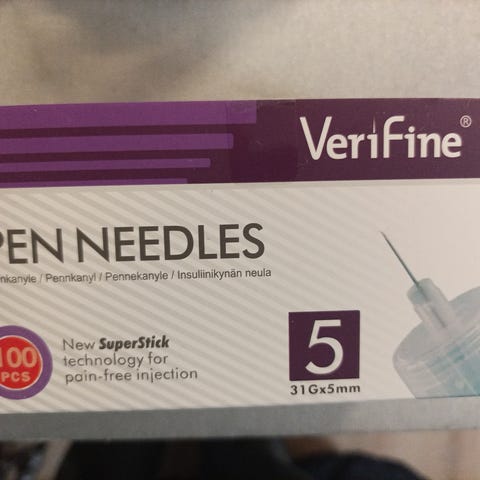 VeriFine®
PEN NEEDLES
nkanyle / Pennkanyl / Pennekanyle / Insuliinikynän neula
100
PCS
New SuperStick
technology for
pain-free injection
5
31Gx5mm